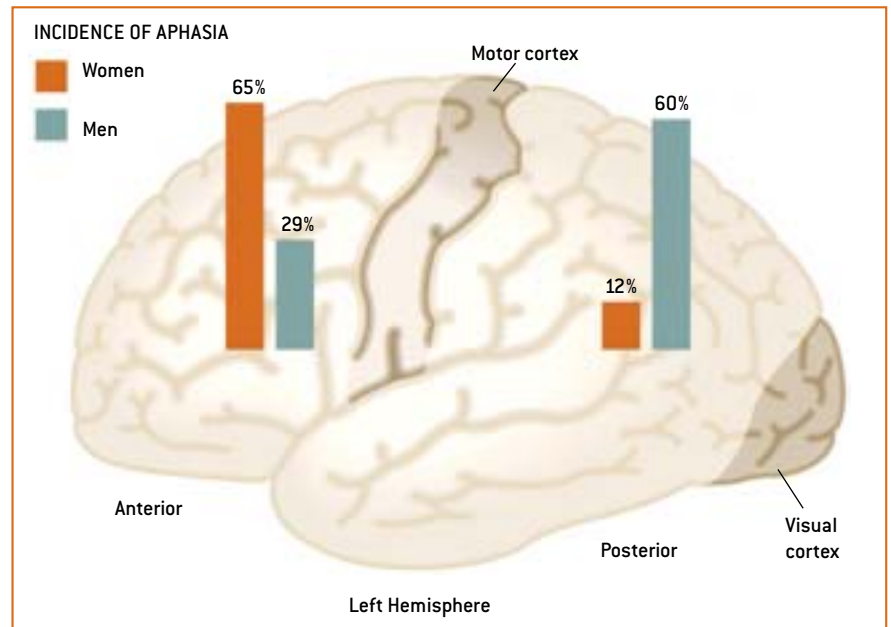 INCIDENCE OF APHASIA
Women
Men
Motor cortex
65%
60%
29%
12%
Anterior
Posterior
Visual
cortex
Left Hemisphere